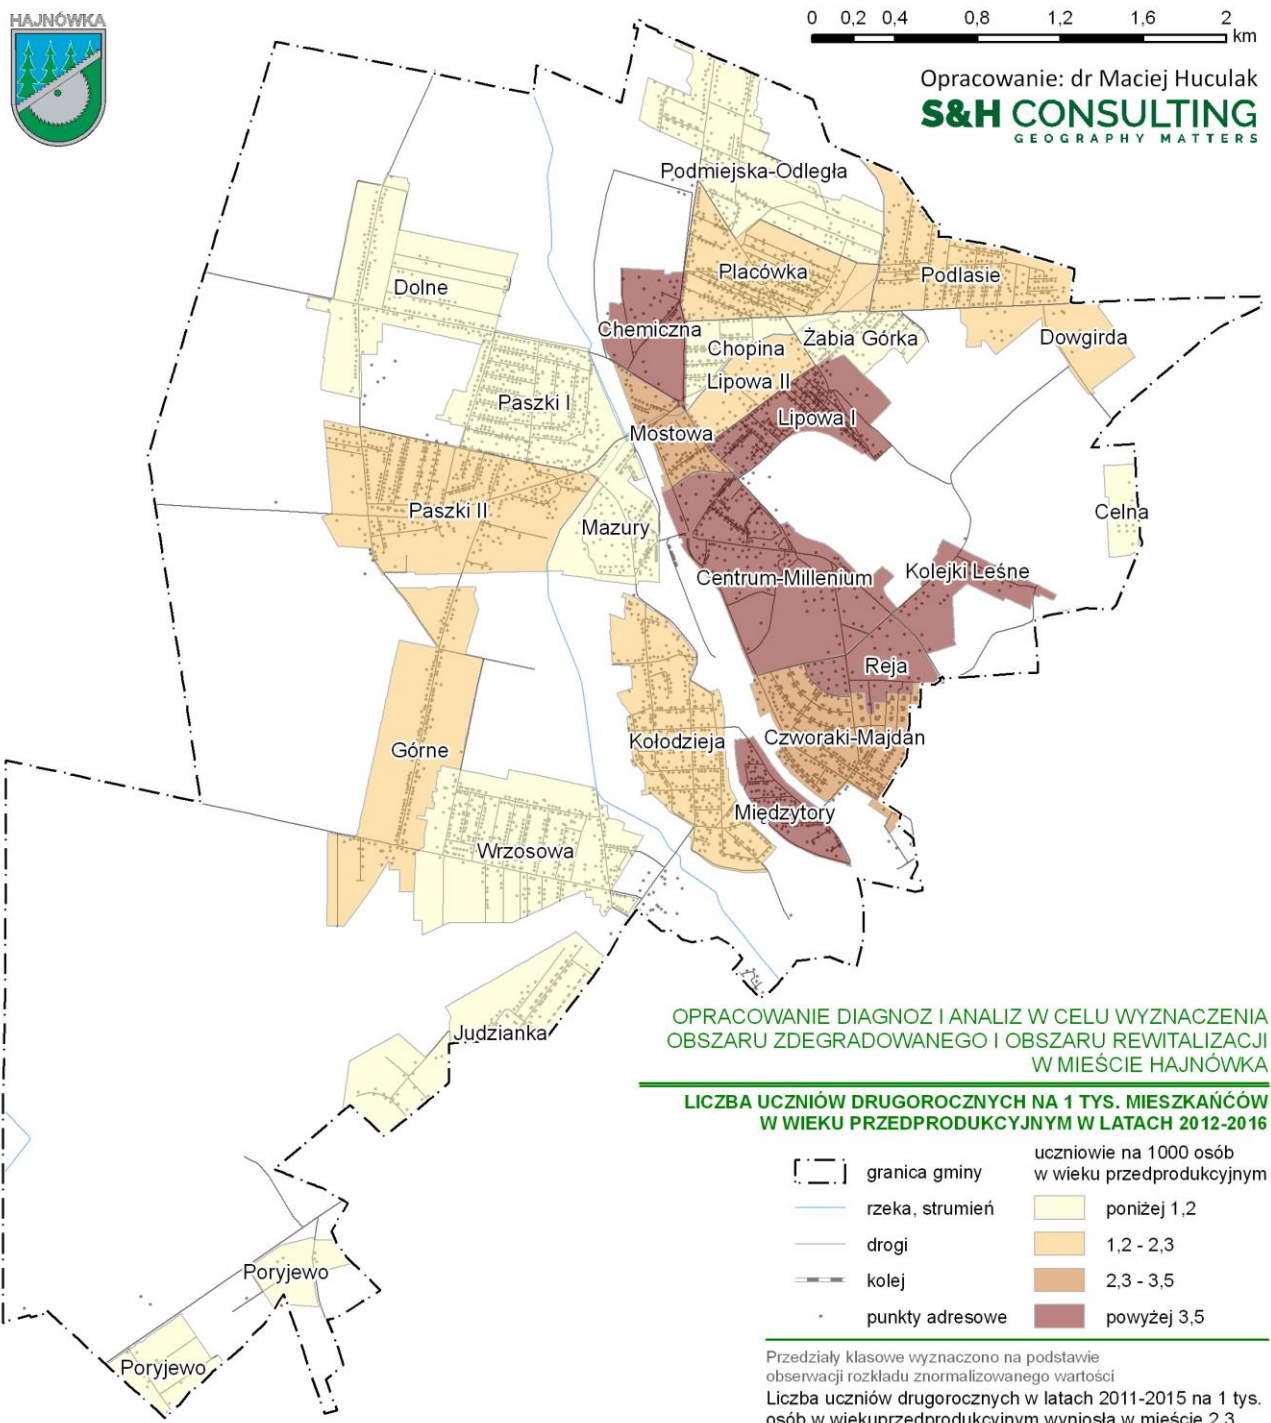 HAJNÓWKA
0 0,2 0,4 0,8 1,2 1,6 2
km
Opracowanie: dr Maciej Huculak
S&H CONSULTING
GEOGRAPHY MATTERS
Podmiejska-Odległa
Placówka
Podlasie
Dolne
Chemiczna
Chopina
Żabia Górka
Dowgirda
Lipowa II
Paszki I
Lipowa I
Mostowa
Paszki II
Mazury
Celna
Centrum-Millenium
Kolejki Leśne
Reja
Górne
Kołodzieja
Czworaki-Majdan
Międzytory
Wrzosowa
Judzianka
Poryjewo
Poryjewo
OPRACOWANIE DIAGNOZ I ANALIZ W CELU WYZNACZENIA
OBSZARU ZDEGRADOWANEGO I OBSZARU REWITALIZACJI
W MIEŚCIE HAJNÓWKA
LICZBA UCZNIÓW DRUGOROCZNYCH NA 1 TYS. MIESZKAŃCÓW
W WIEKU PRZEDPRODUKCYJNYM W LATACH 2012-2016
granica gminy
rzeka, strumień
drogi
kolej
punkty adresowe
uczniowie na 1000 osób
w wieku przedprodukcyjnym
poniżej 1,2
1,2 - 2,3
2,3 - 3,5
powyżej 3,5
Przedziały klasowe wyznaczono na podstawie
obserwacji rozkładu znormalizowanego wartości
Liczba uczniów drugorocznych w latach 2011-2015 na 1 tys.
osób w wiekuprzedprodukcyjnym wyniosła w mieście 2,3